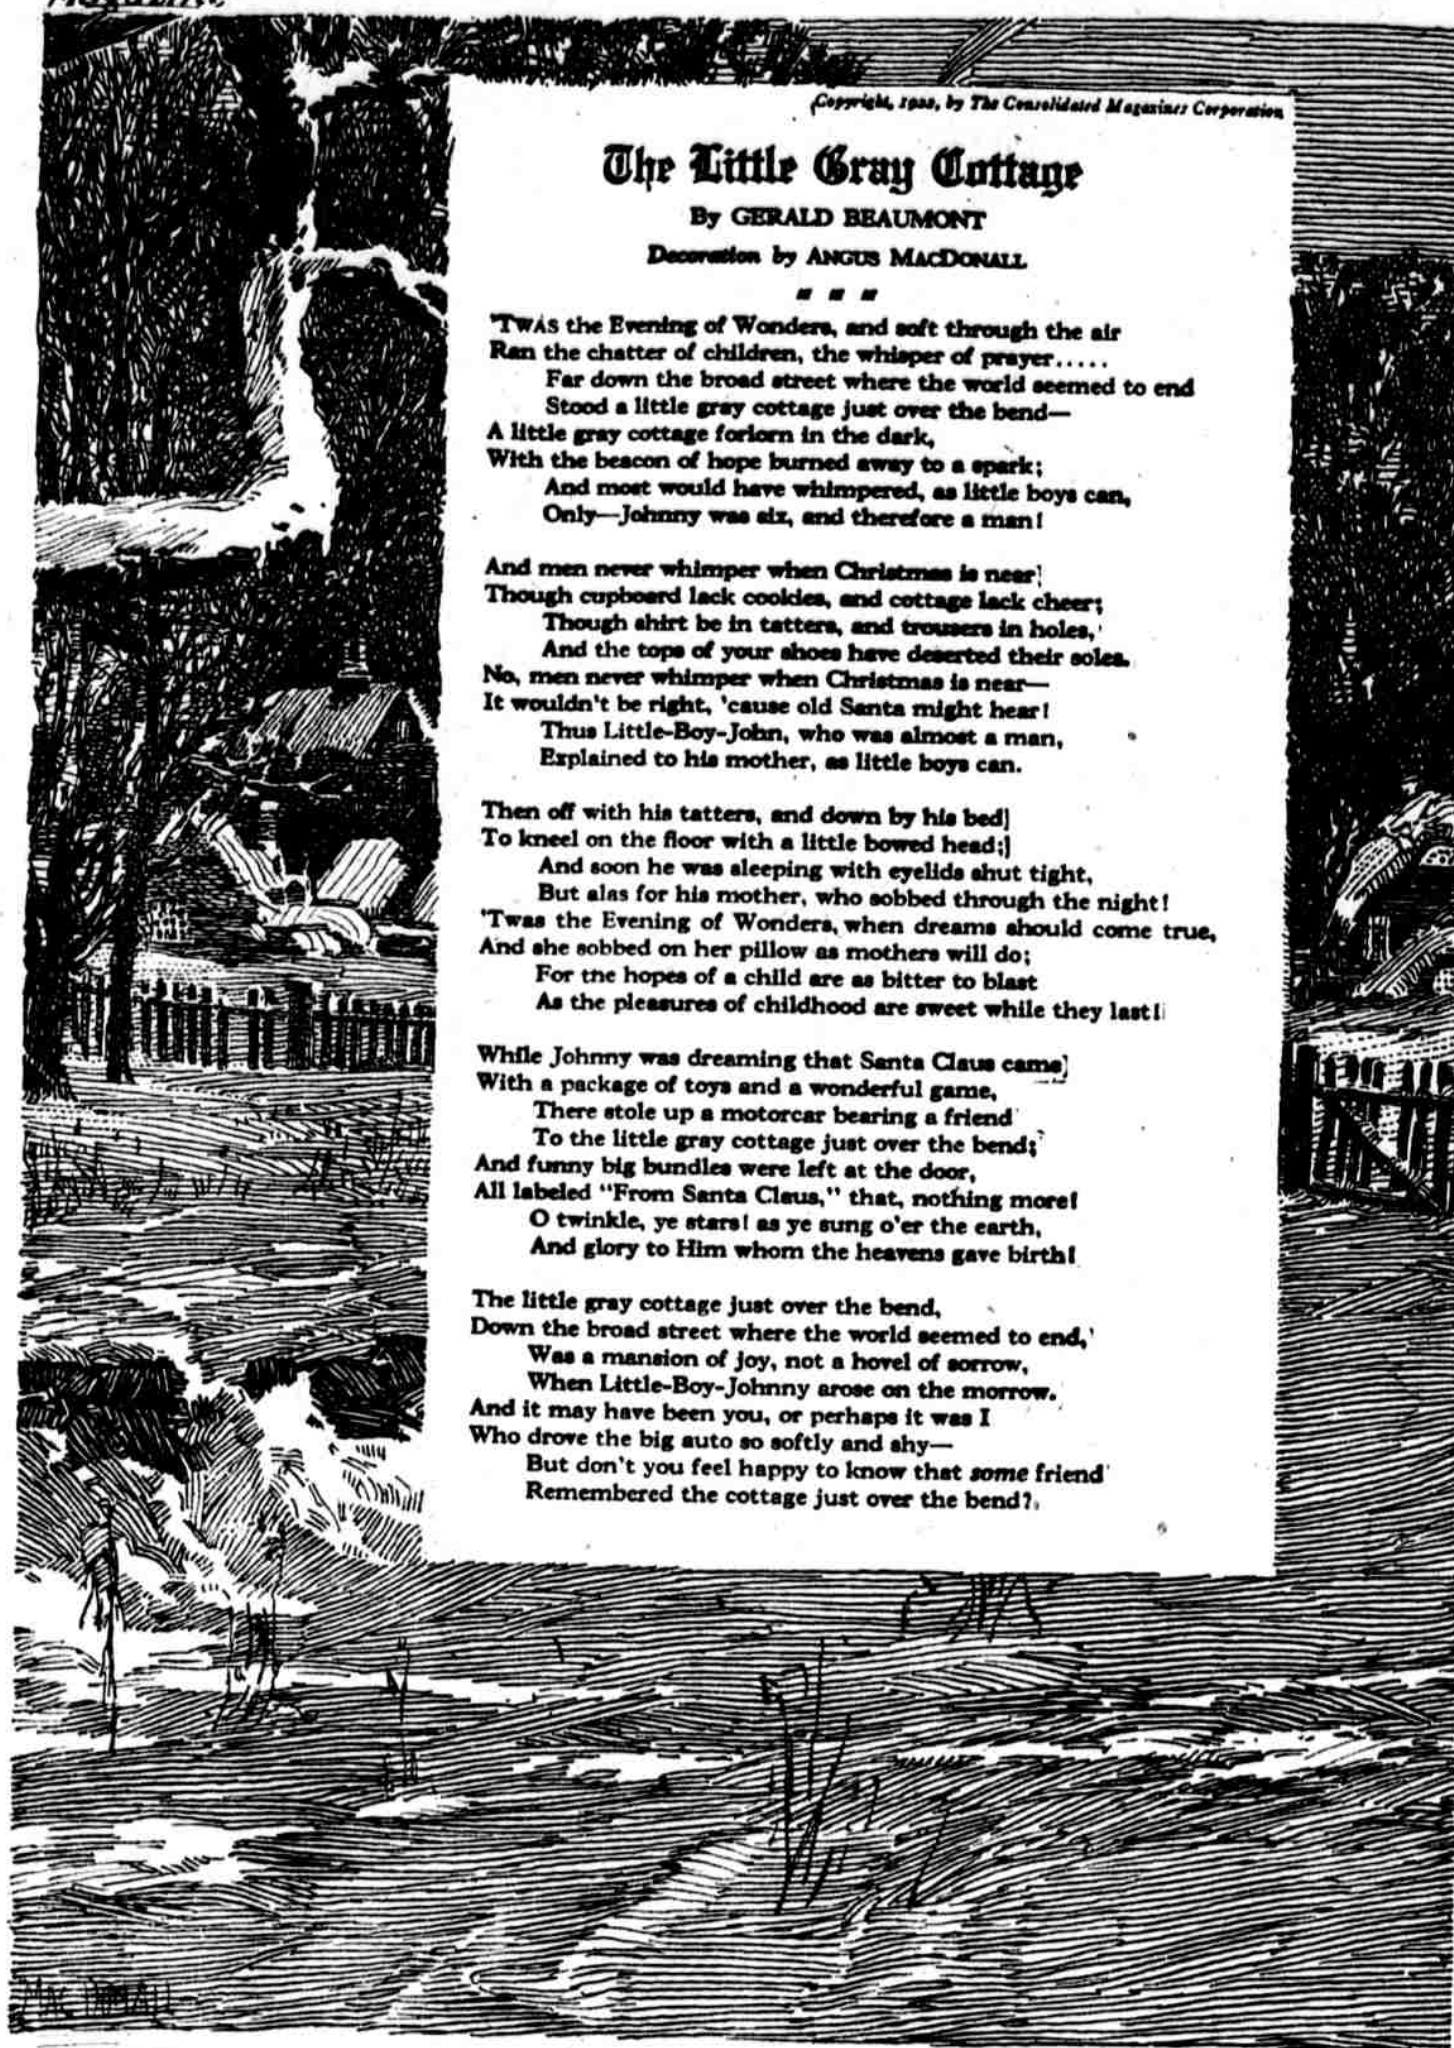 Copyright, 1922, by The Consolidated Magazines Corporation
The Little Gray Cottage
By GERALD BEAUMONT
Decoration by ANGUS MACDONALL
'TWAS the Evening of Wonders, and soft through the air
Ran the chatter of children, the whisper of prayer.....
Far down the broad street where the world seemed to end
Stood a little gray cottage just over the bend—
A little gray cottage forlorn in the dark,
With the beacon of hope burned away to a spark;
And most would have whimpered, as little boys can,
Only—Johnny was six, and therefore a man!
And men never whimper when Christmas is near
Though cupboard lack cookies, and cottage lack cheer;
Though shirt be in tatters, and trousers in holes,
And the tops of your shoes have deserted their soles.
No, men never whimper when Christmas is near—
It wouldn't be right, 'cause old Santa might hear!
Thus Little-Boy-John, who was almost a man,
Explained to his mother, as little boys can.
Then off with his tatters, and down by his bed
To kneel on the floor with a little bowed head;
And soon he was sleeping with eyelids shut tight,
But alas for his mother, who sobbed through the night!
'Twas the Evening of Wonders, when dreams should come true,
And she sobbed on her pillow as mothers will do;
For the hopes of a child are as bitter to blast
As the pleasures of childhood are sweet while they last!
While Johnny was dreaming that Santa Claus came
With a package of toys and a wonderful game,
There stole up a motorcar bearing a friend
To the little gray cottage just over the bend;
And funny big bundles were left at the door,
All labeled "From Santa Claus," that, nothing more!
O twinkle, ye stars! as ye sung o'er the earth,
And glory to Him whom the heavens gave birth!
The little gray cottage just over the bend,
Down the broad street where the world seemed to end,
Was a mansion of joy, not a hovel of sorrow,
When Little-Boy-Johnny arose on the morrow.
And it may have been you, or perhaps it was I
Who drove the big auto so softly and shy—
But don't you feel happy to know that some friend
Remembered the cottage just over the bend?
MACDONALL